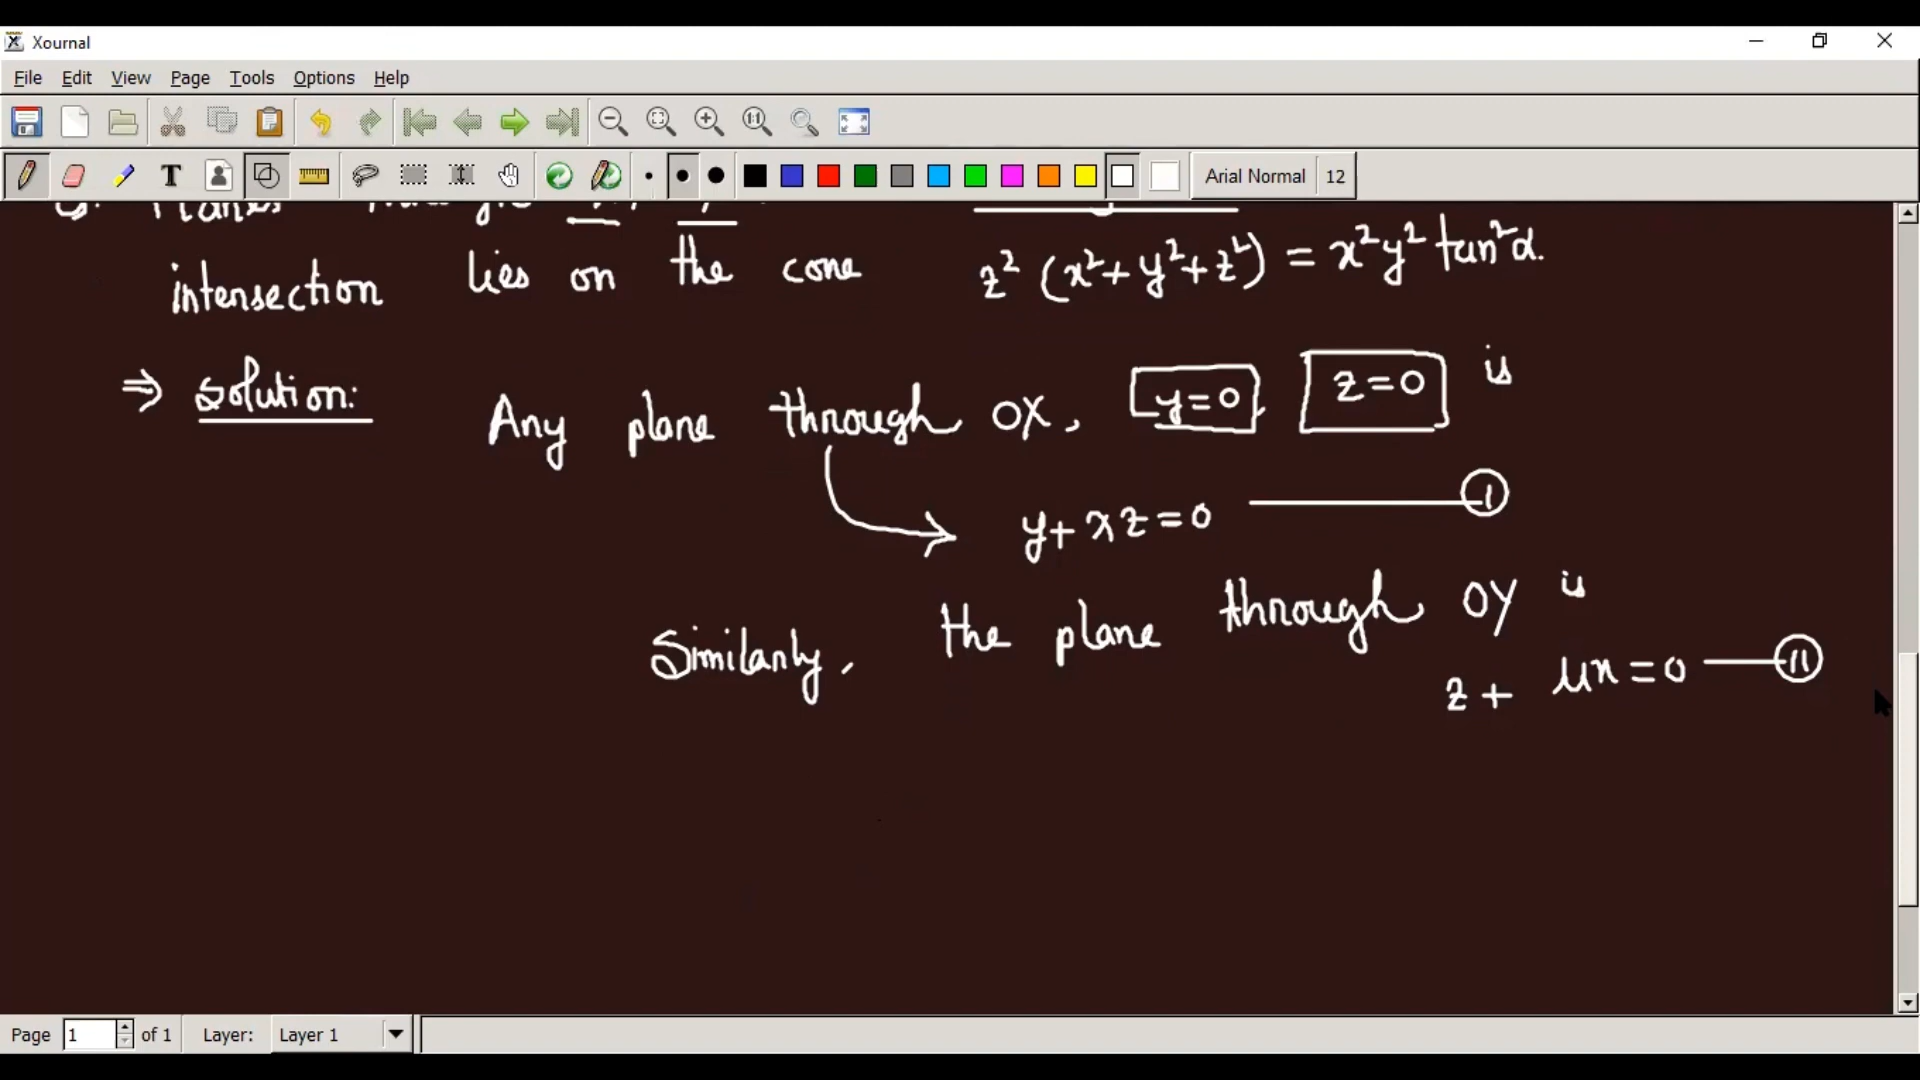 Xournal
File Edit View Page Tools Options Help
Arial Normal 12
intersection lies on the cone z² (x²+y²+z²) = x²y² tan²α.
⇒ Solution: Any plane through OX, y=0, z=0 is
y+λz=0 —— I
Similarly, the plane through OY is
z + μx=0 —— II
Page 1 of 1 Layer: Layer 1